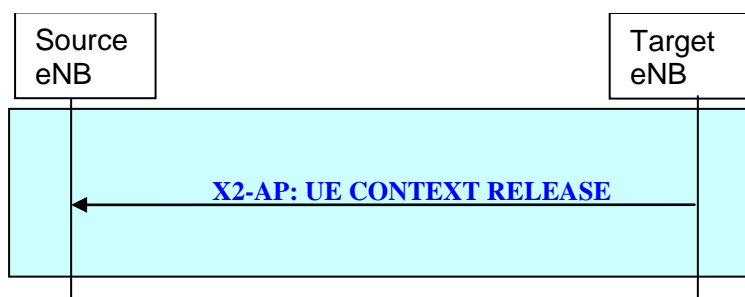 Source
eNB
Target
eNB
X2-AP: UE CONTEXT RELEASE